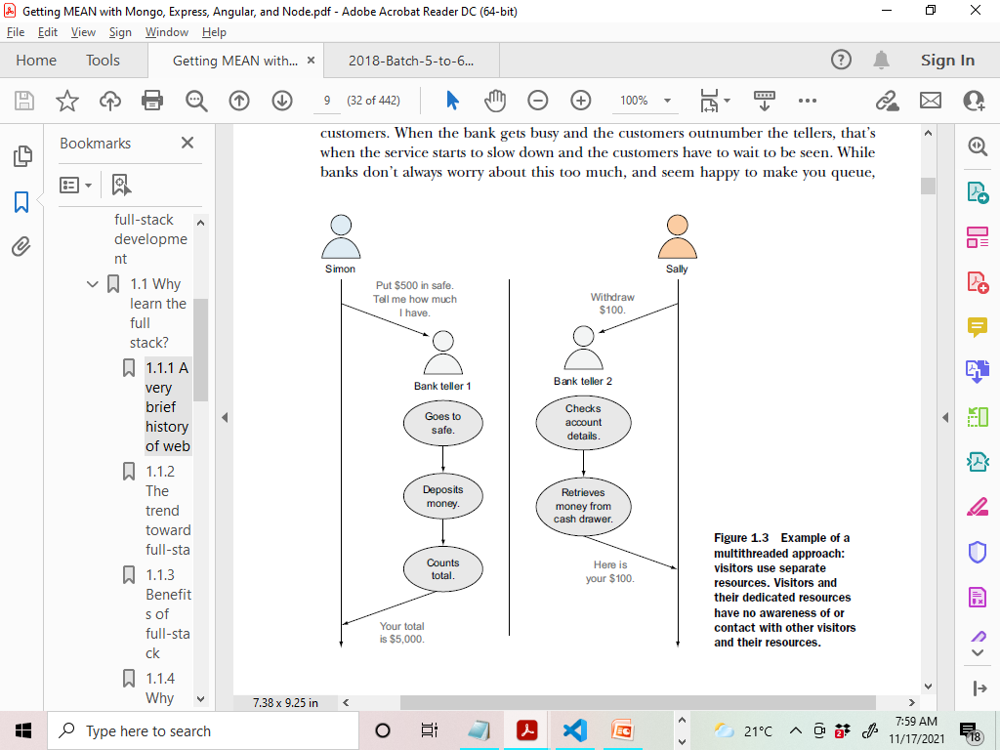 Getting MEAN with Mongo, Express, Angular, and Node.pdf - Adobe Acrobat Reader DC (64-bit)
File Edit View Sign Window Help
Home Tools Getting MEAN with... × 2018-Batch-5-to-6... Sign In
9 (32 of 442) 100%
Bookmarks
full-stack
developme
nt
1.1 Why
learn the
full
stack?
1.1.1 A
very
brief
history
of web
1.1.2
The
trend
toward
full-sta
1.1.3
Benefit
s of
full-sta
ck
1.1.4
Why
customers. When the bank gets busy and the customers outnumber the tellers, that's
when the service starts to slow down and the customers have to wait to be seen. While
banks don't always worry about this too much, and seem happy to make you queue,
Simon
Put $500 in safe.
Tell me how much
I have.
Bank teller 1
Goes to
safe.
Deposits
money.
Counts
total.
Your total
is $5,000.
Sally
Withdraw
$100.
Bank teller 2
Checks
account
details.
Retrieves
money from
cash drawer.
Here is
your $100.
Figure 1.3 Example of a
multithreaded approach:
visitors use separate
resources. Visitors and
their dedicated resources
have no awareness of or
contact with other visitors
and their resources.
7.38 x 9.25 in
Type here to search
21°C
2
7:59 AM
11/17/2021
18